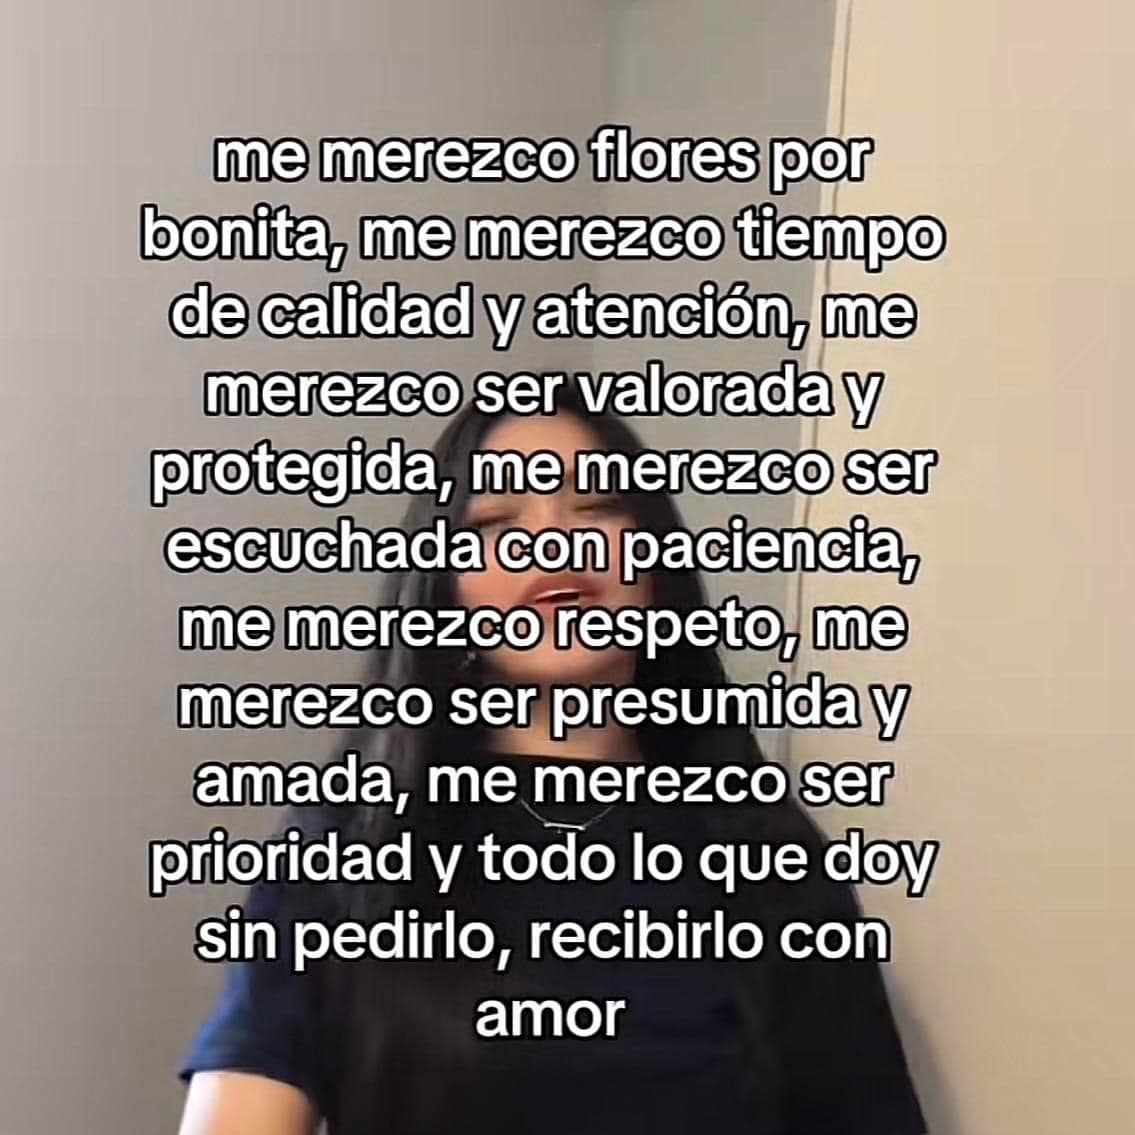 me merezco flores por
bonita, me merezco tiempo
de calidad y atención, me
merezco ser valorada y
protegida, me merezco ser
escuchada con paciencia,
me merezco respeto, me
merezco ser presumida y
amada, me merezco ser
prioridad y todo lo que doy
sin pedirlo, recibirlo con
amor